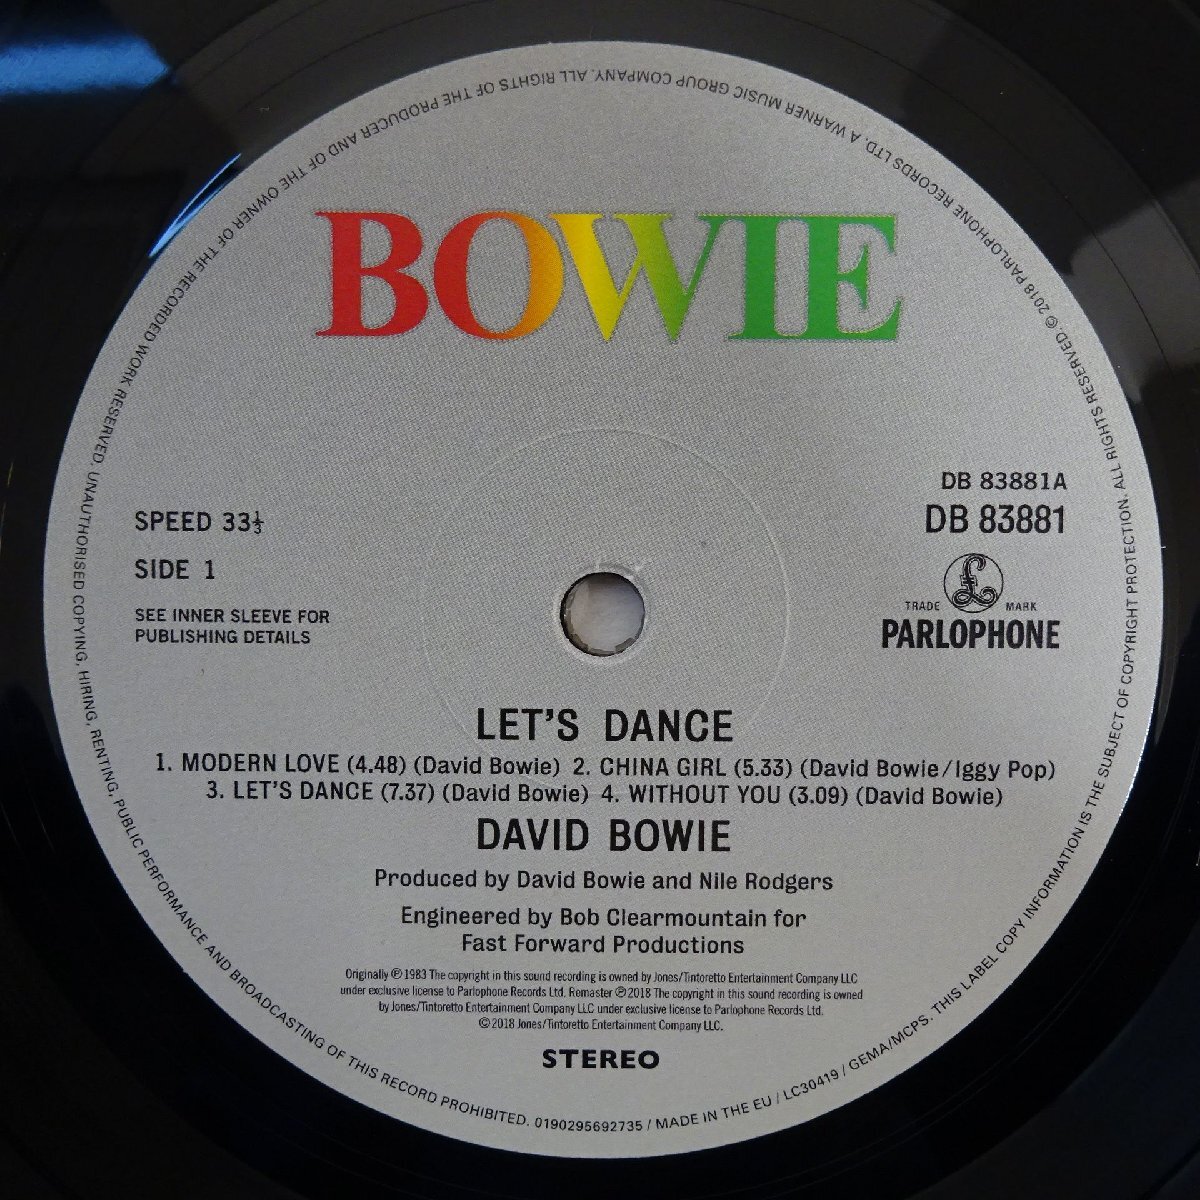 BOWIE
DB 83881A
SPEED 33⅓
DB 83881
SIDE 1
SEE INNER SLEEVE FOR
PUBLISHING DETAILS
£
TRADE MARK
PARLOPHONE
LET'S DANCE
1. MODERN LOVE (4.48) (David Bowie) 2. CHINA GIRL (5.33) (David Bowie/Iggy Pop)
3. LET'S DANCE (7.37) (David Bowie) 4. WITHOUT YOU (3.09) (David Bowie)
DAVID BOWIE
Produced by David Bowie and Nile Rodgers
Engineered by Bob Clearmountain for
Fast Forward Productions
Originally ℗ 1983 The copyright in this sound recording is owned by Jones/Tintoretto Entertainment Company LLC
under exclusive license to Parlophone Records Ltd. Remaster ℗ 2018 The copyright in this sound recording is owned
by Jones/Tintoretto Entertainment Company LLC under exclusive license to Parlophone Records Ltd.
© 2018 Jones/Tintoretto Entertainment Company LLC.
STEREO
© 2018 PARLOPHONE RECORDS LTD. A WARNER MUSIC GROUP COMPANY. ALL RIGHTS OF THE PRODUCER AND OF THE OWNER OF THE RECORDED WORK RESERVED. UNAUTHORISED COPYING, HIRING, RENTING, PUBLIC PERFORMANCE AND BROADCASTING OF THIS RECORD PROHIBITED. 0190295692735 / MADE IN THE EU / LC30419 / GEMA/MCPS. THIS LABEL COPY INFORMATION IS THE SUBJECT OF COPYRIGHT PROTECTION. ALL RIGHTS RESERVED.